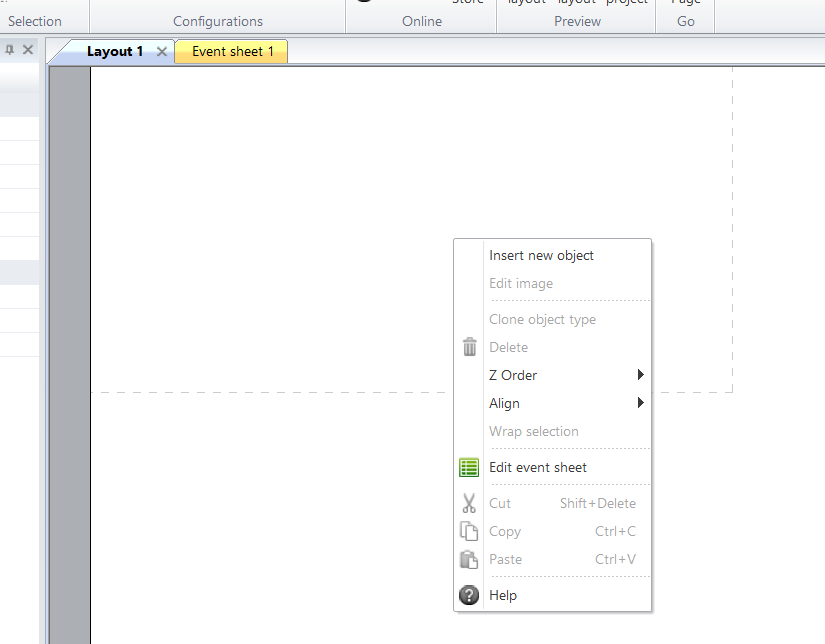 Store layout layout project Page
Selection Configurations Online Preview Go
Layout 1 Event sheet 1
Insert new object
Edit image
Clone object type
Delete
Z Order
Align
Wrap selection
Edit event sheet
Cut Shift+Delete
Copy Ctrl+C
Paste Ctrl+V
Help